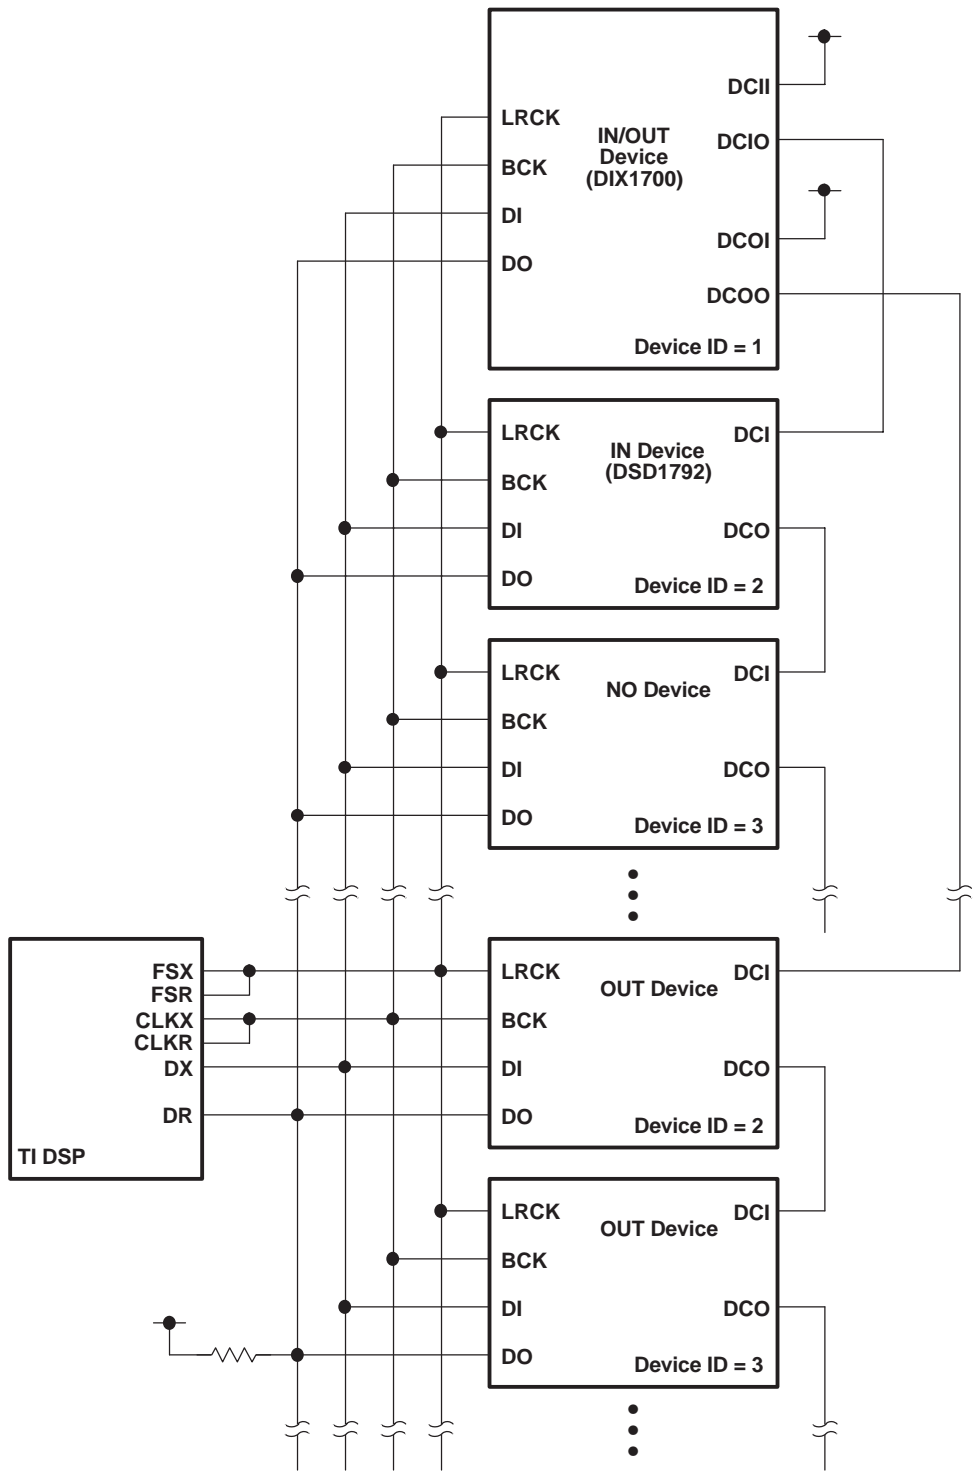 DCII
LRCK
IN/OUT
Device
(DIX1700)
DCIO
BCK
DI
DCOI
DO
DCOO
Device ID = 1
LRCK
DCI
IN Device
(DSD1792)
BCK
DI
DCO
DO
Device ID = 2
LRCK
DCI
NO Device
BCK
DI
DCO
DO
Device ID = 3
FSX
FSR
CLKX
CLKR
DX
DR
TI DSP
LRCK
DCI
OUT Device
BCK
DI
DCO
DO
Device ID = 2
LRCK
DCI
OUT Device
BCK
DI
DCO
DO
Device ID = 3